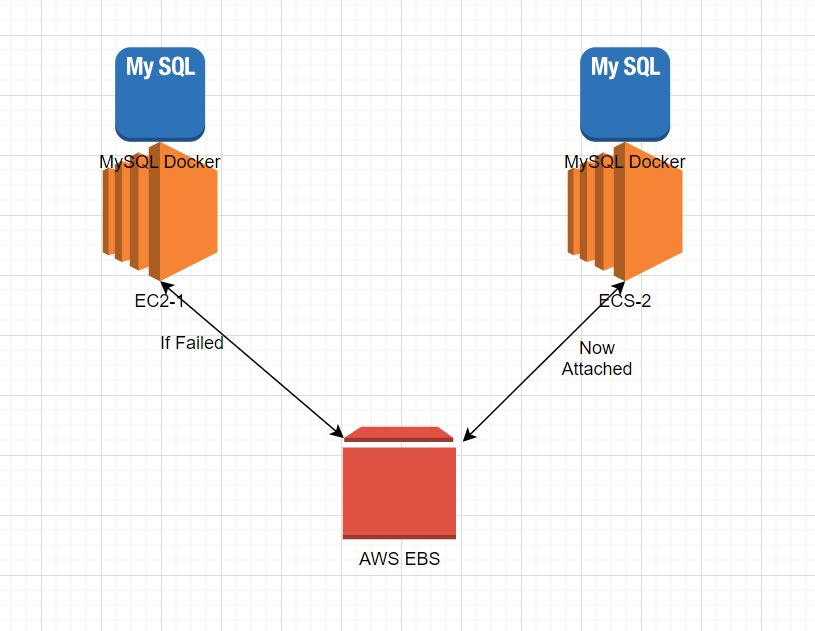 My SQL
My SQL
MySQL Docker
MySQL Docker
EC2-1
ECS-2
If Failed
Now
Attached
AWS EBS